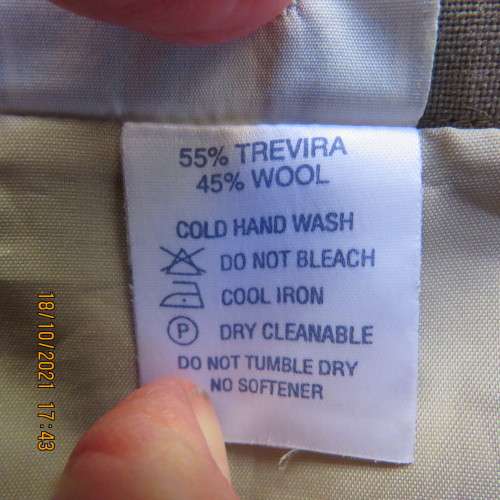 55% TREVIRA
45% WOOL
COLD HAND WASH
DO NOT BLEACH
COOL IRON
P DRY CLEANABLE
DO NOT TUMBLE DRY
NO SOFTENER
18/10/2021 17:43